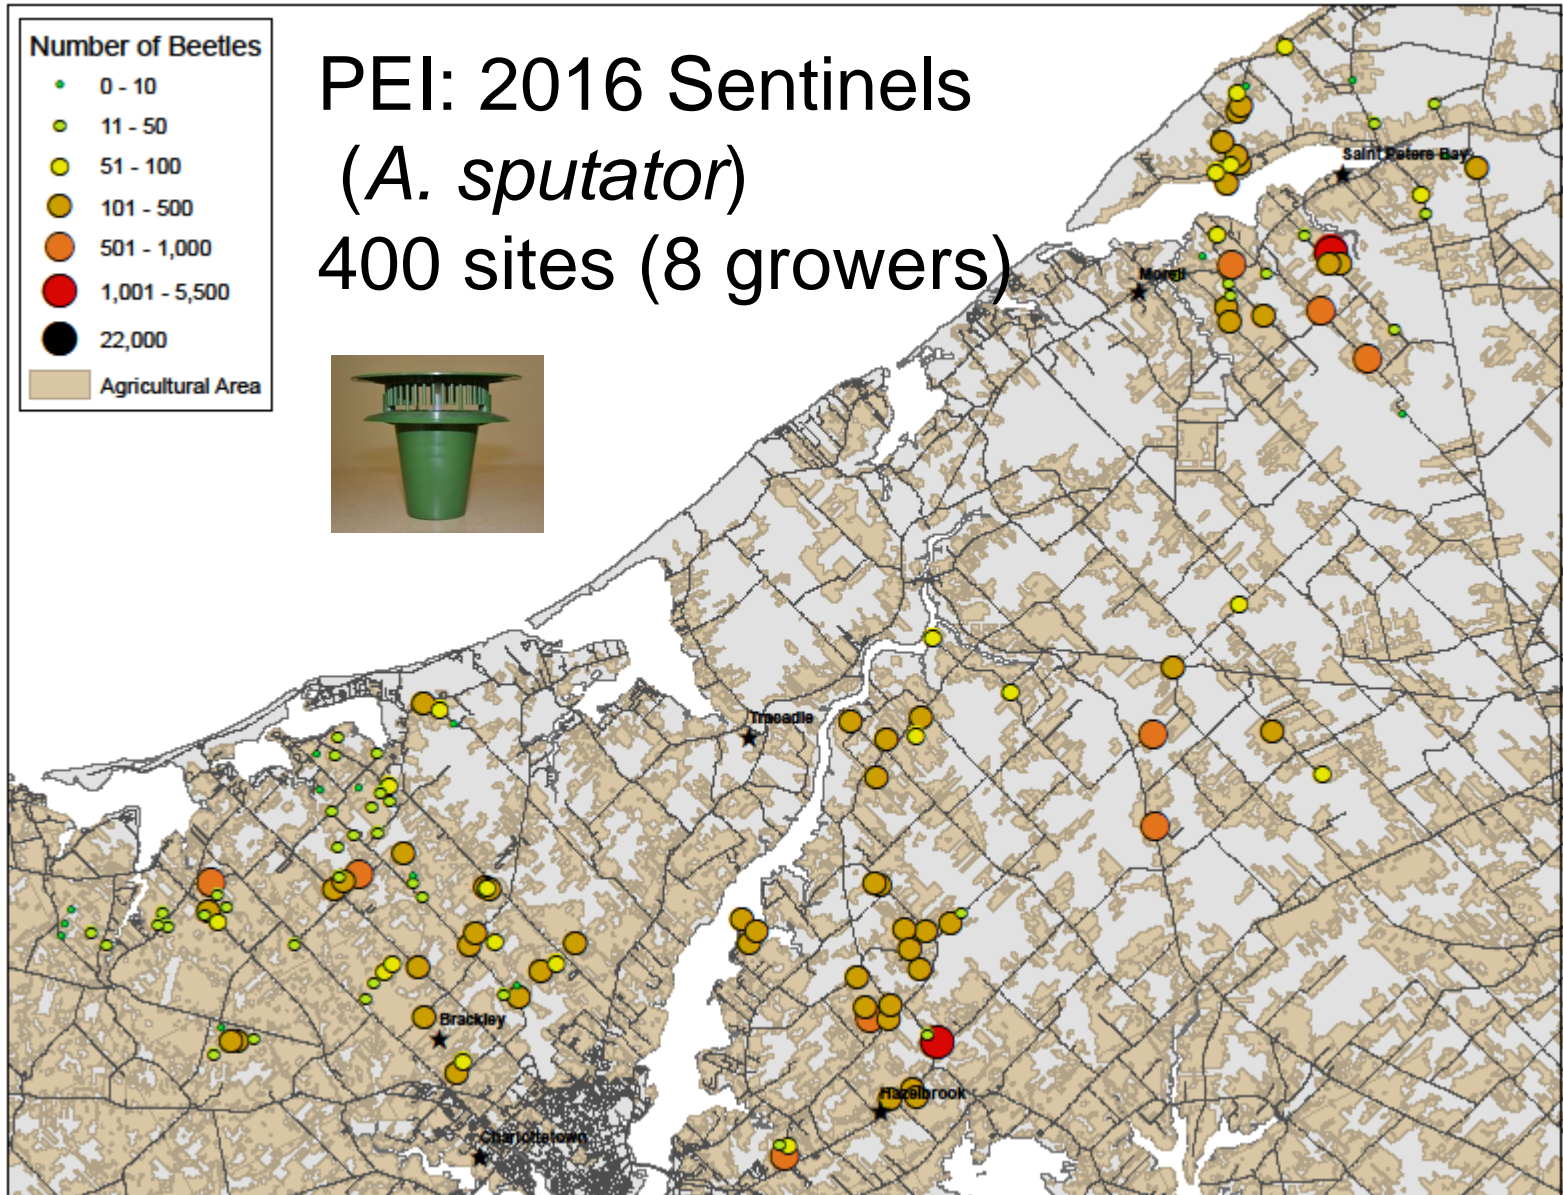 Number of Beetles
0 - 10
11 - 50
51 - 100
101 - 500
501 - 1,000
1,001 - 5,500
22,000
Agricultural Area
PEI: 2016 Sentinels
(A. sputator)
400 sites (8 growers)
Saint Peters Bay
Morell
Tracadie
Brackley
Hazelbrook
Charlottetown